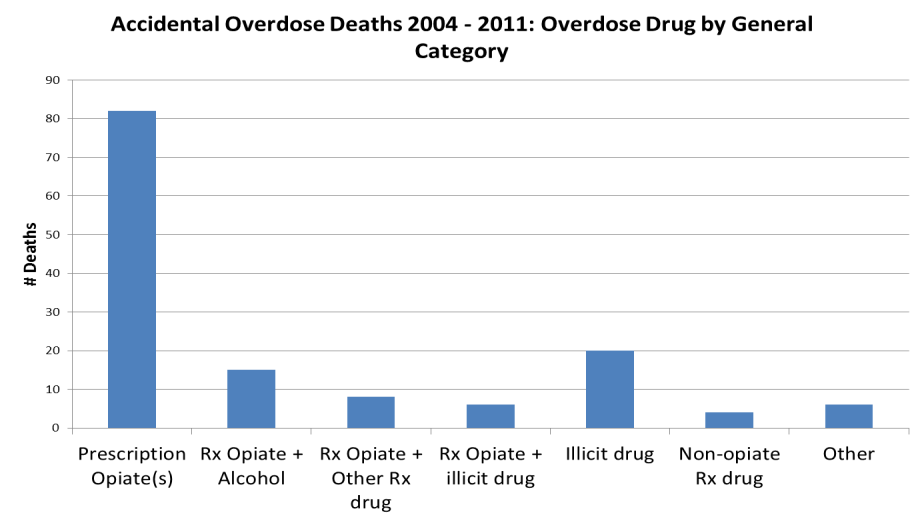 Accidental Overdose Deaths 2004 - 2011: Overdose Drug by General
Category
# Deaths
90
80
70
60
50
40
30
20
10
0
Prescription
Opiate(s)
Rx Opiate +
Alcohol
Rx Opiate +
Other Rx
drug
Rx Opiate +
illicit drug
Illicit drug
Non-opiate
Rx drug
Other